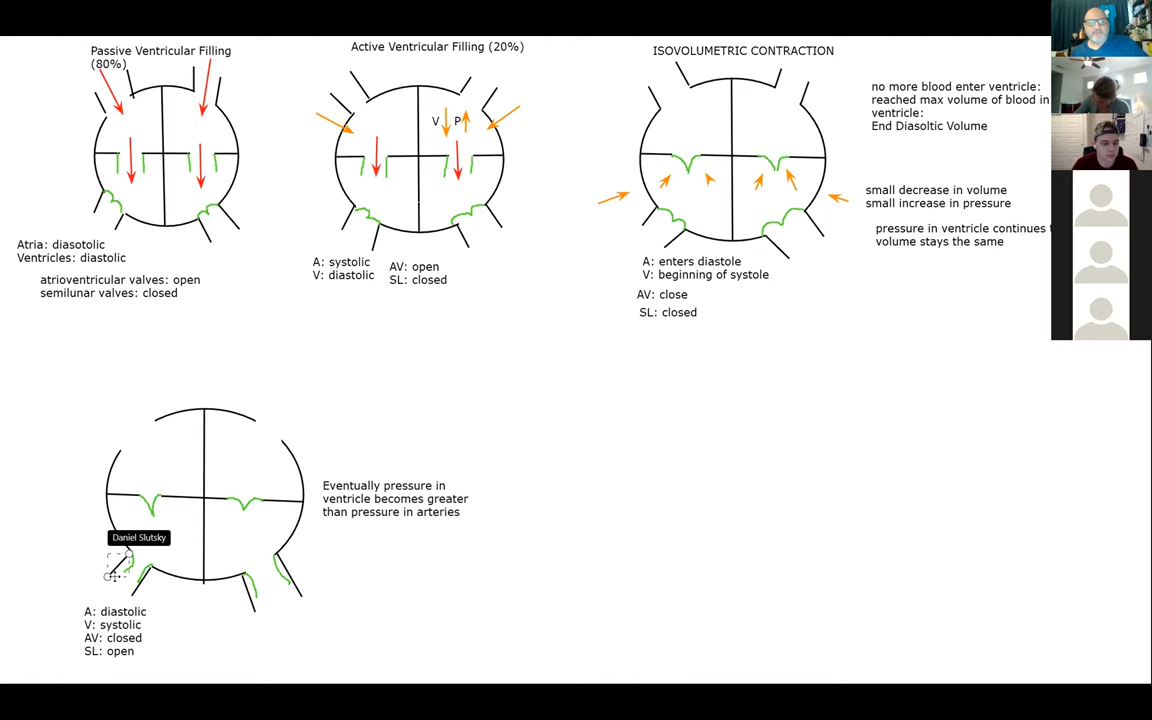 Passive Ventricular Filling
(80%)
Active Ventricular Filling (20%)
ISOVOLUMETRIC CONTRACTION
no more blood enter ventricle:
reached max volume of blood in
ventricle:
End Diasoltic Volume
V P
small decrease in volume
small increase in pressure
pressure in ventricle continues
volume stays the same
Atria: diasotolic
Ventricles: diastolic
atrioventricular valves: open
semilunar valves: closed
A: systolic
V: diastolic
AV: open
SL: closed
A: enters diastole
V: beginning of systole
AV: close
SL: closed
Eventually pressure in
ventricle becomes greater
than pressure in arteries
Daniel Slutsky
A: diastolic
V: systolic
AV: closed
SL: open